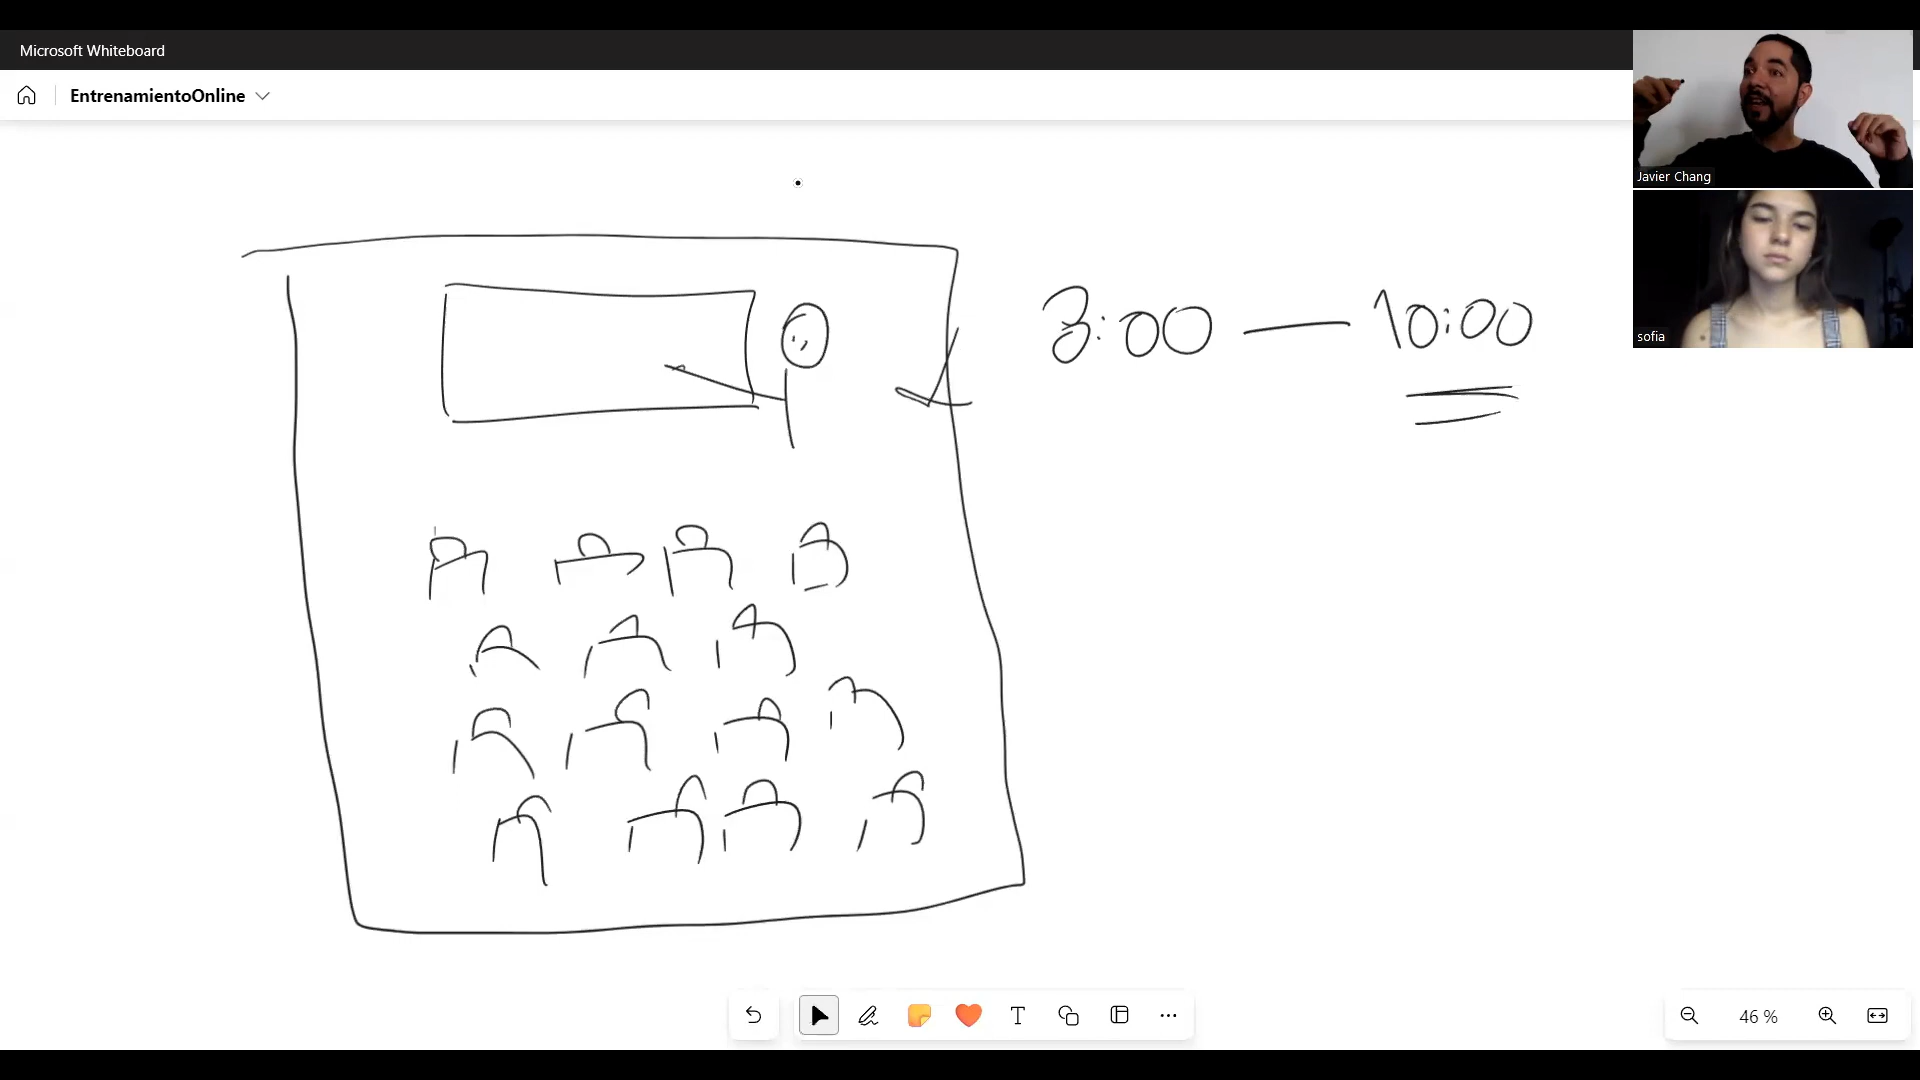 Microsoft Whiteboard
EntrenamientoOnline
Javier Chang
3:00 — 10:00
sofia
46 %